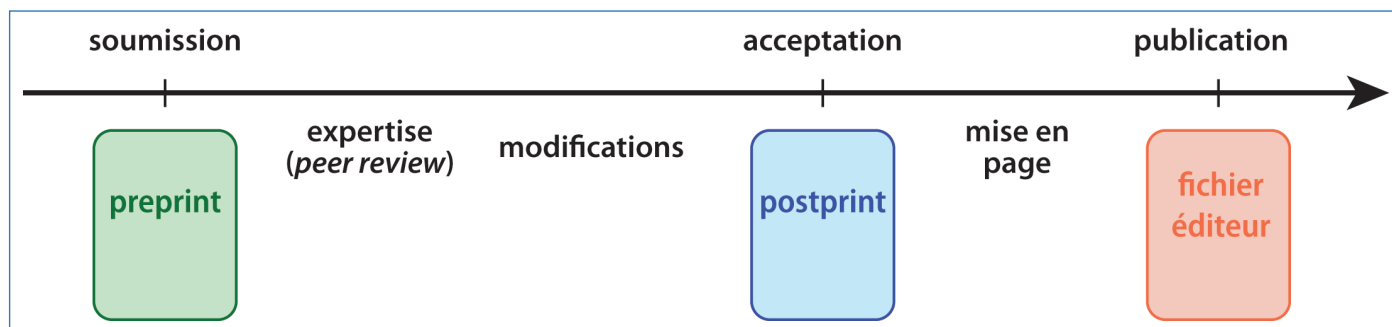 soumission
acceptation
publication
expertise
(peer review)
modifications
mise en
page
preprint
postprint
fichier
éditeur